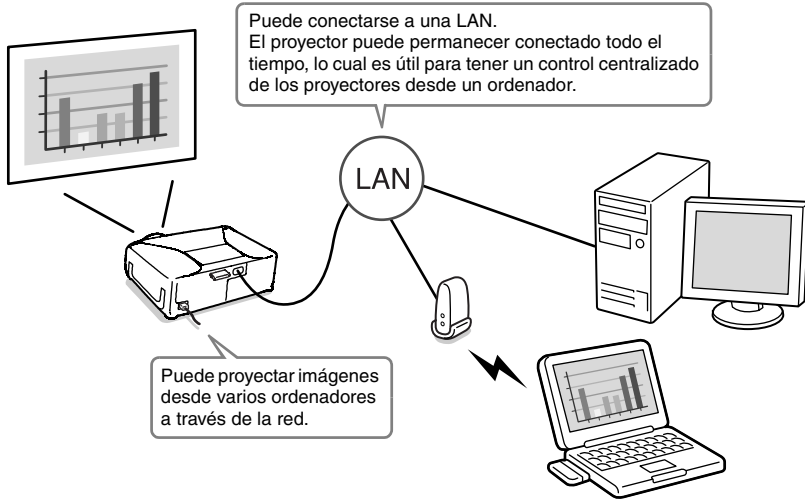 Puede conectarse a una LAN.
El proyector puede permanecer conectado todo el
tiempo, lo cual es útil para tener un control centralizado
de los proyectores desde un ordenador.
LAN
Puede proyectar imágenes
desde varios ordenadores
a través de la red.